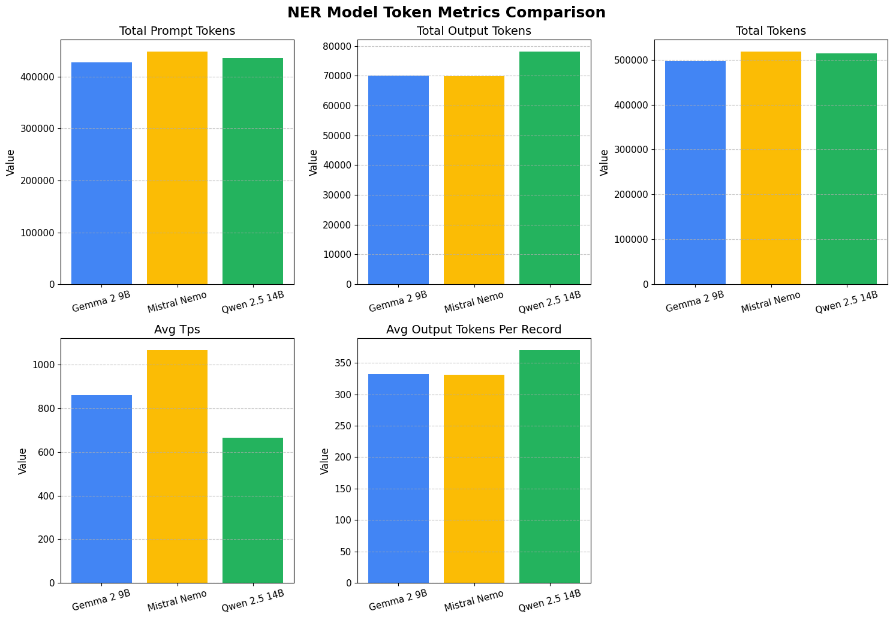 NER Model Token Metrics Comparison
Total Prompt Tokens
Value
400000
300000
200000
100000
0
Gemma 2 9B
Mistral Nemo
Qwen 2.5 14B
Total Output Tokens
Value
80000
70000
60000
50000
40000
30000
20000
10000
0
Gemma 2 9B
Mistral Nemo
Qwen 2.5 14B
Total Tokens
Value
500000
400000
300000
200000
100000
0
Gemma 2 9B
Mistral Nemo
Qwen 2.5 14B
Avg Tps
Value
1000
800
600
400
200
0
Gemma 2 9B
Mistral Nemo
Qwen 2.5 14B
Avg Output Tokens Per Record
Value
350
300
250
200
150
100
50
0
Gemma 2 9B
Mistral Nemo
Qwen 2.5 14B